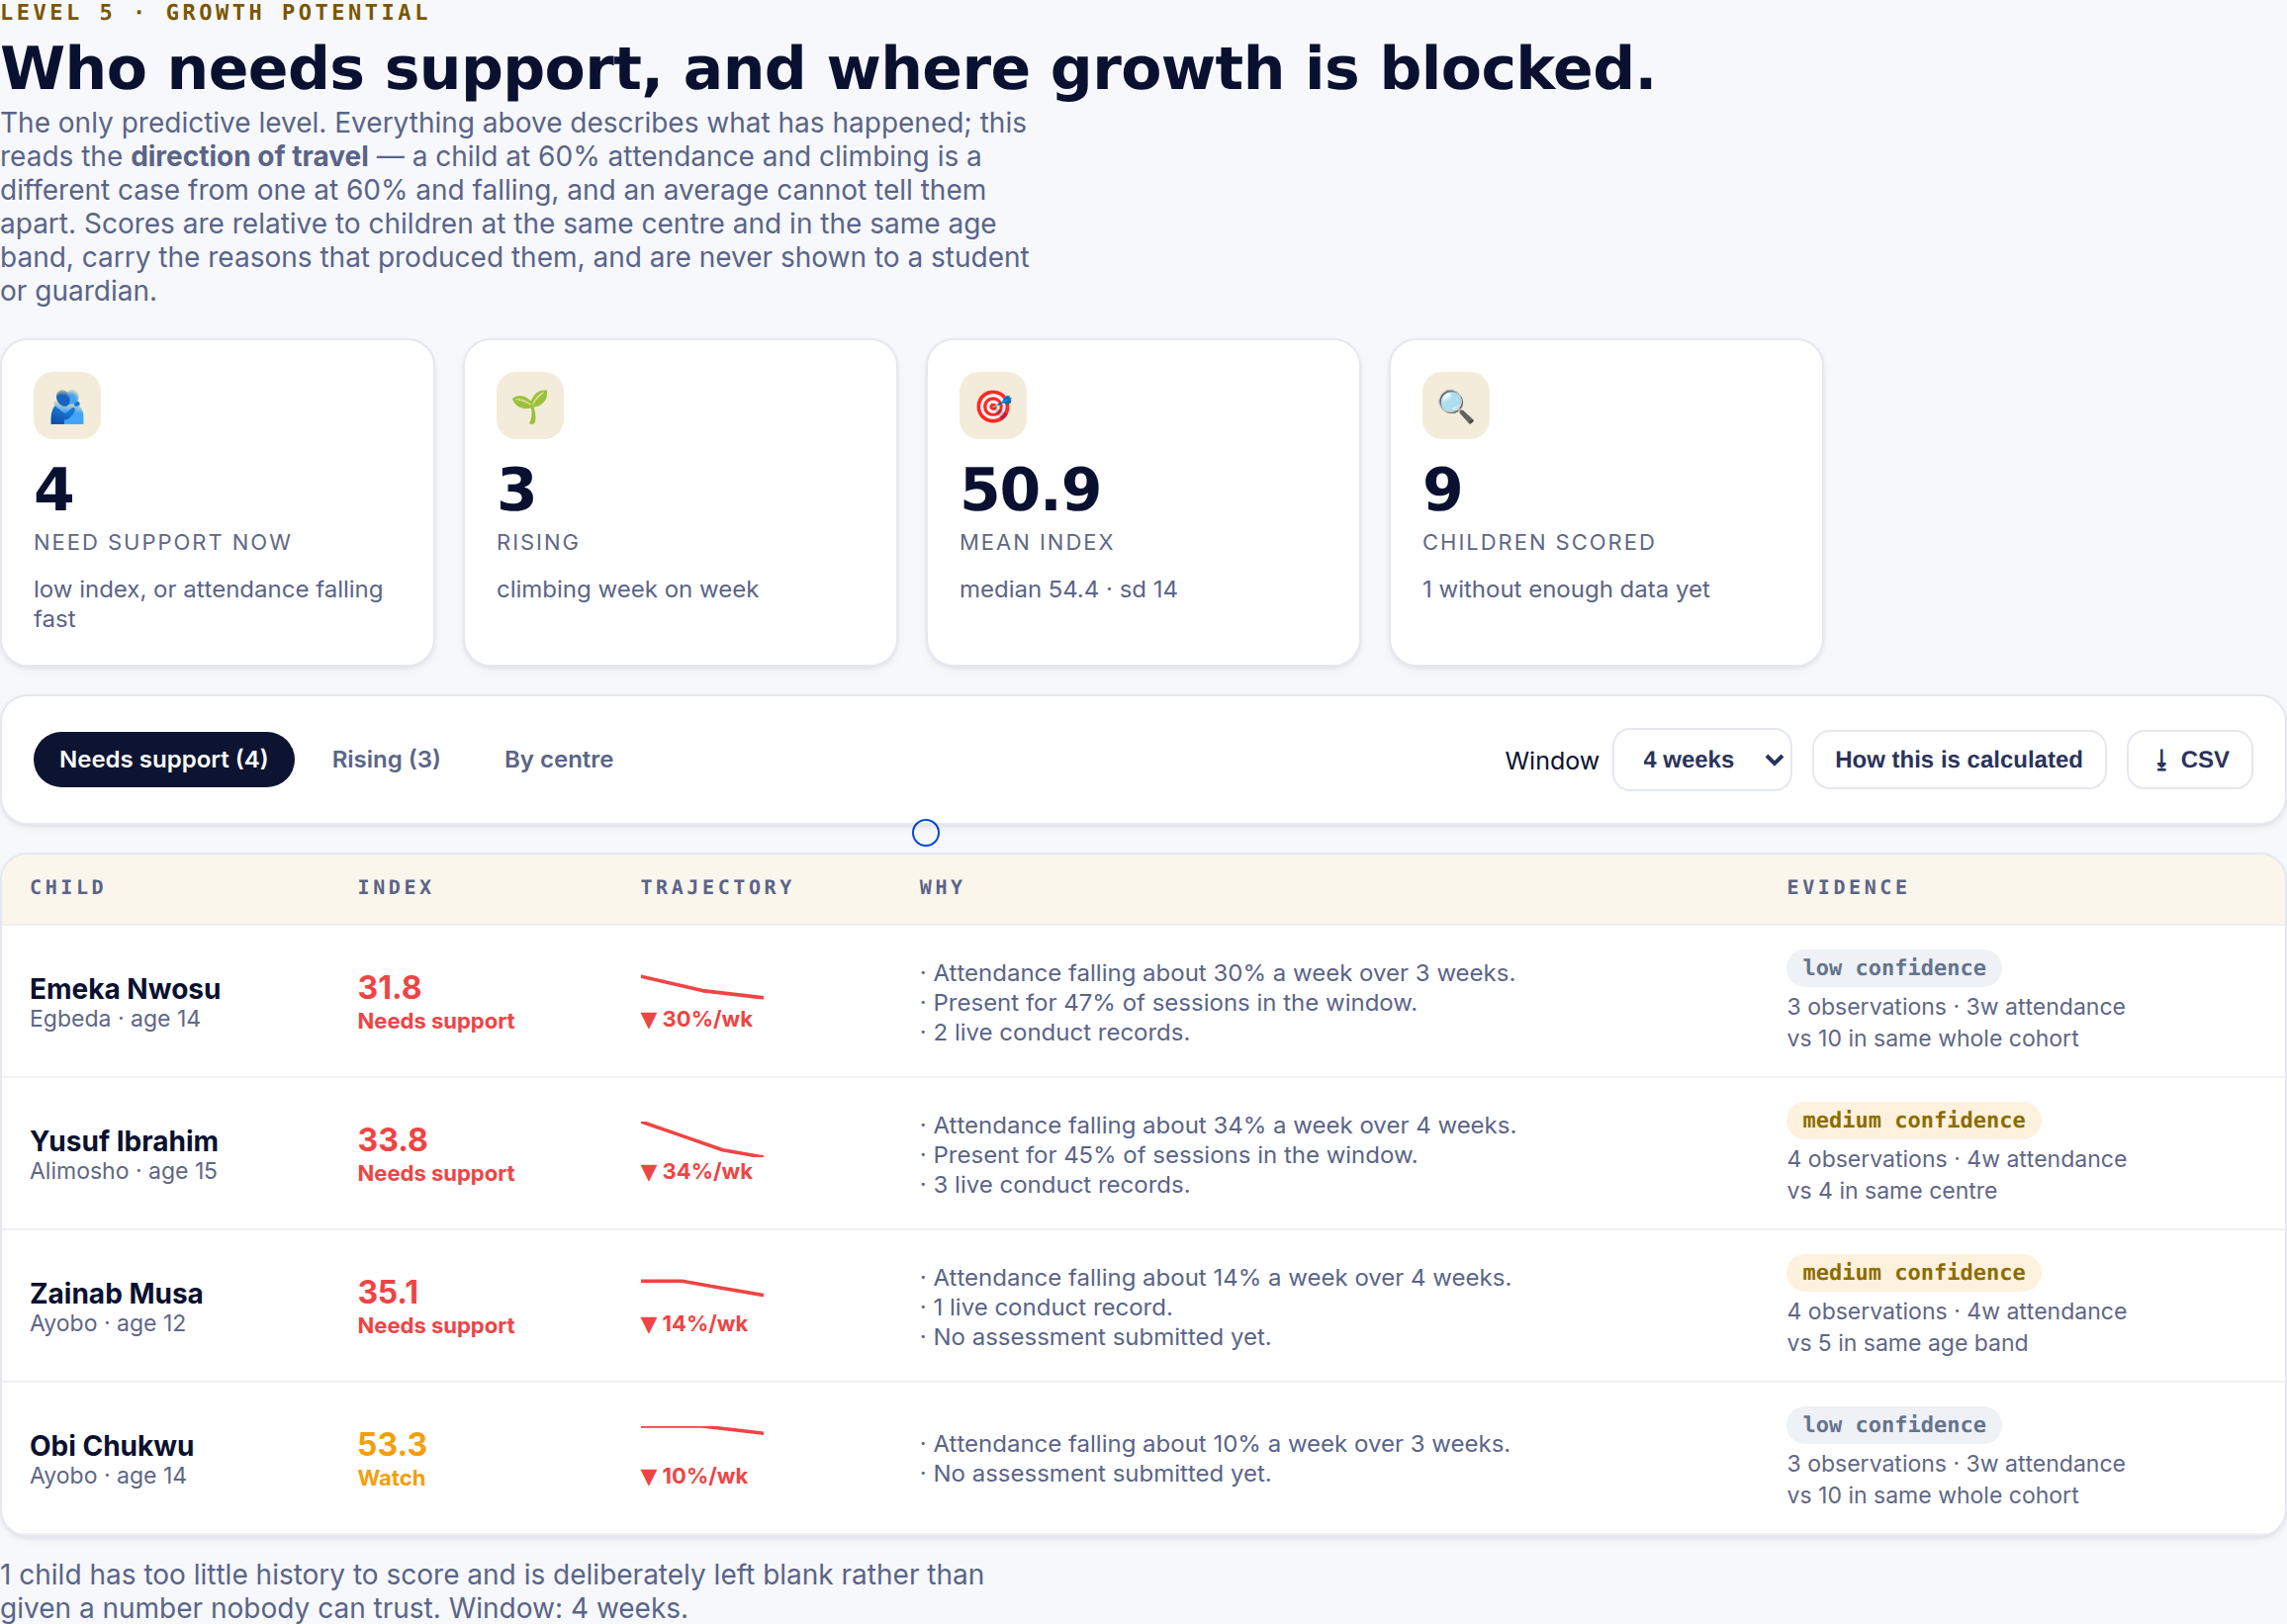 LEVEL 5 · GROWTH POTENTIAL
Who needs support, and where growth is blocked.
The only predictive level. Everything above describes what has happened; this
reads the direction of travel — a child at 60% attendance and climbing is a
different case from one at 60% and falling, and an average cannot tell them
apart. Scores are relative to children at the same centre and in the same age
band, carry the reasons that produced them, and are never shown to a student
or guardian.
4
NEED SUPPORT NOW
low index, or attendance falling
fast
3
RISING
climbing week on week
50.9
MEAN INDEX
median 54.4 · sd 14
9
CHILDREN SCORED
1 without enough data yet
Needs support (4) Rising (3) By centre Window 4 weeks How this is calculated ⭳ CSV
CHILD INDEX TRAJECTORY WHY EVIDENCE
Emeka Nwosu
Egbeda · age 14
31.8
Needs support
▼ 30%/wk
· Attendance falling about 30% a week over 3 weeks.
· Present for 47% of sessions in the window.
· 2 live conduct records.
low confidence
3 observations · 3w attendance
vs 10 in same whole cohort
Yusuf Ibrahim
Alimosho · age 15
33.8
Needs support
▼ 34%/wk
· Attendance falling about 34% a week over 4 weeks.
· Present for 45% of sessions in the window.
· 3 live conduct records.
medium confidence
4 observations · 4w attendance
vs 4 in same centre
Zainab Musa
Ayobo · age 12
35.1
Needs support
▼ 14%/wk
· Attendance falling about 14% a week over 4 weeks.
· 1 live conduct record.
· No assessment submitted yet.
medium confidence
4 observations · 4w attendance
vs 5 in same age band
Obi Chukwu
Ayobo · age 14
53.3
Watch
▼ 10%/wk
· Attendance falling about 10% a week over 3 weeks.
· No assessment submitted yet.
low confidence
3 observations · 3w attendance
vs 10 in same whole cohort
1 child has too little history to score and is deliberately left blank rather than
given a number nobody can trust. Window: 4 weeks.